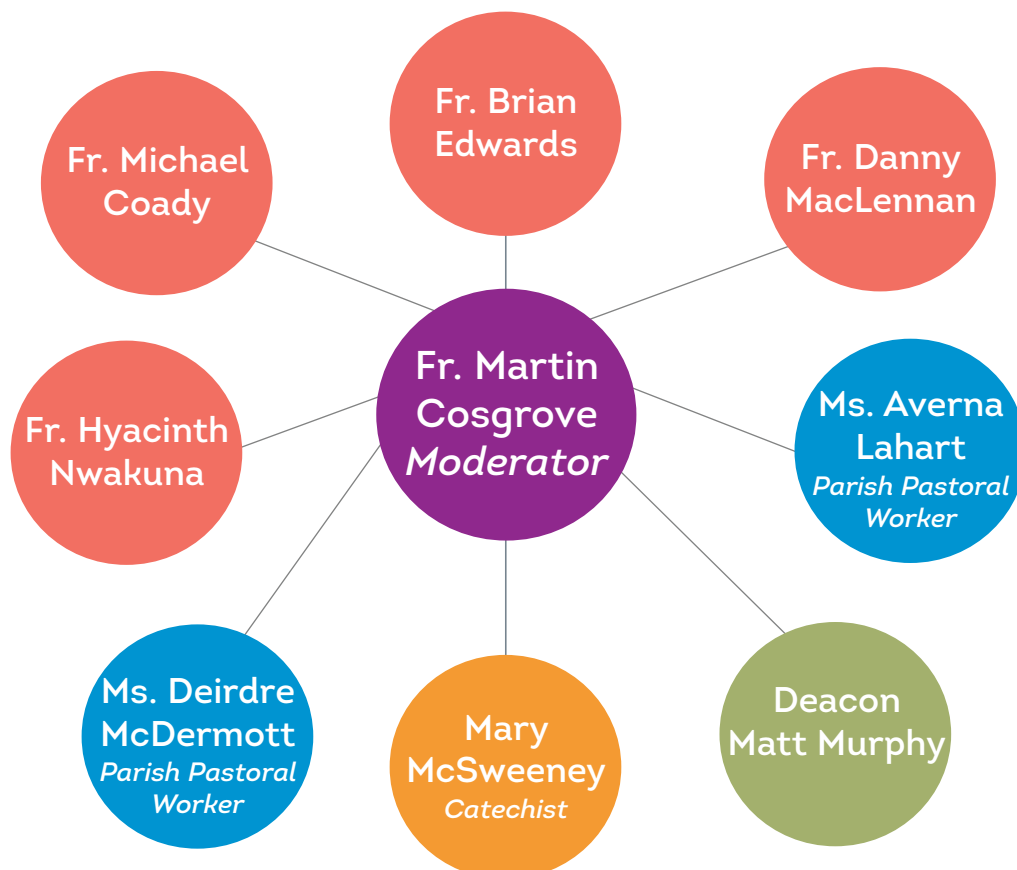 Fr. Brian
Edwards
Fr. Michael
Coady
Fr. Danny
MacLennan
Fr. Martin
Cosgrove
Moderator
Fr. Hyacinth
Nwakuna
Ms. Averna
Lahart
Parish Pastoral
Worker
Ms. Deirdre
McDermott
Parish Pastoral
Worker
Mary
McSweeney
Catechist
Deacon
Matt Murphy